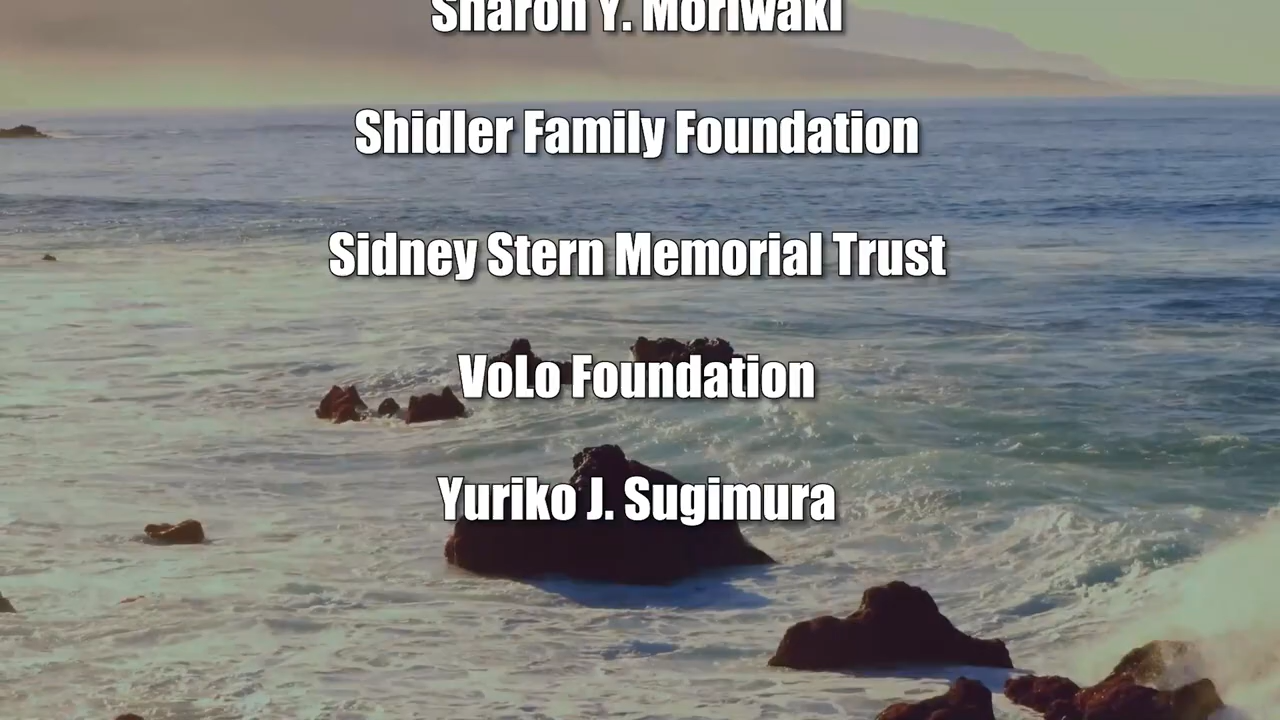 Sharon Y. Moriwaki
Shidler Family Foundation
Sidney Stern Memorial Trust
VoLo Foundation
Yuriko J. Sugimura